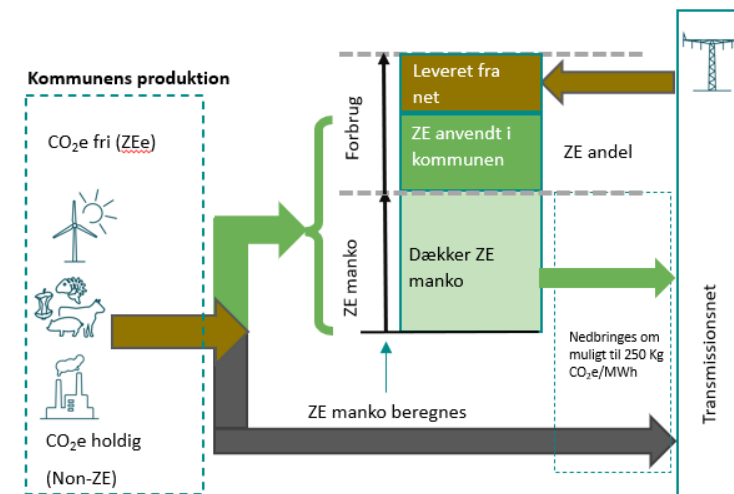 Kommunens produktion
CO₂e fri (ZEe)
CO₂e holdig
(Non-ZE)
Forbrug
ZE manko
Leveret fra
net
ZE anvendt i
kommunen
Dækker ZE
manko
ZE manko beregnes
ZE andel
Nedbringes om
muligt til 250 Kg
CO₂e/MWh
Transmissionsnet